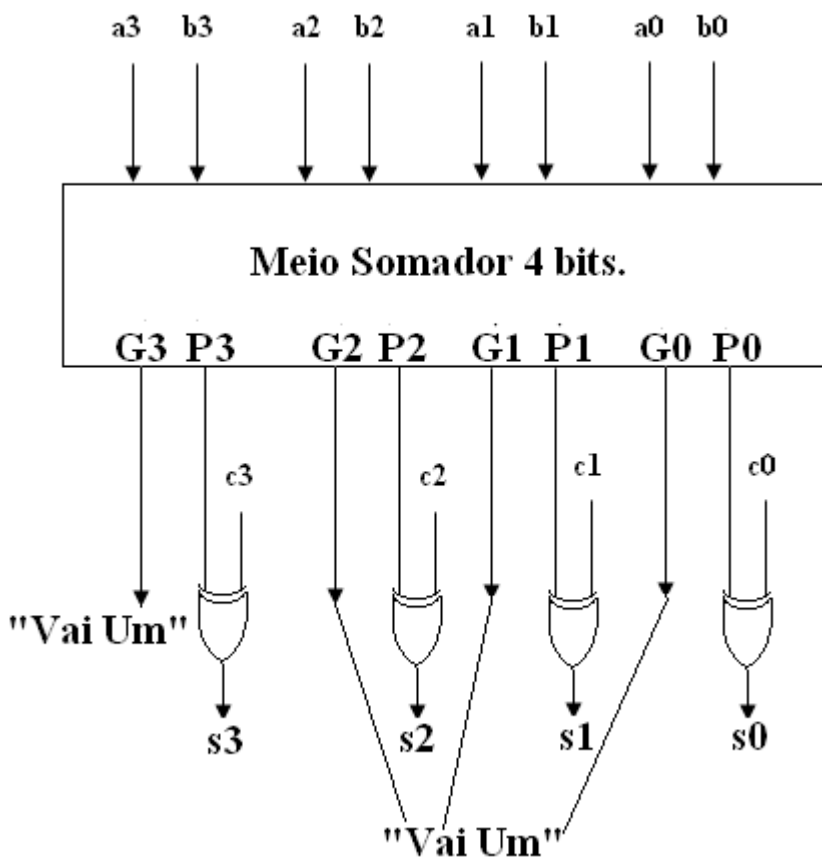 a3 b3 a2 b2 a1 b1 a0 b0
Meio Somador 4 bits.
G3 P3 G2 P2 G1 P1 G0 P0
c3 c2 c1 c0
"Vai Um"
s3 s2 s1 s0
"Vai Um"